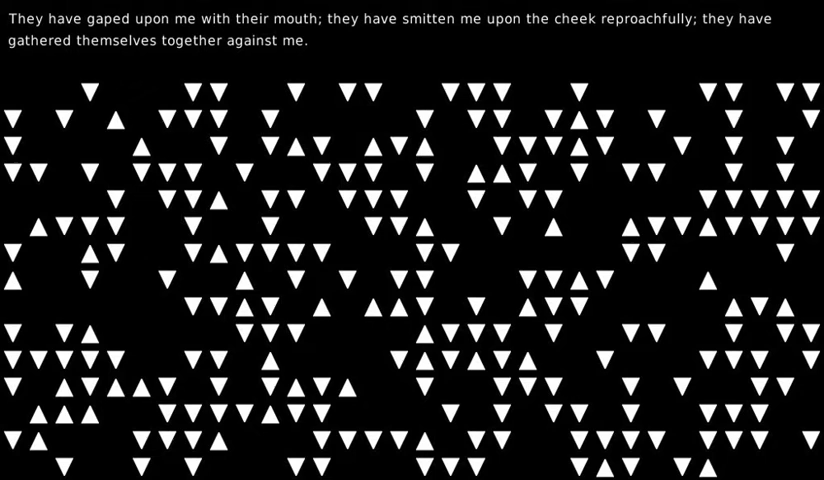 They have gaped upon me with their mouth; they have smitten me upon the cheek reproachfully; they have
gathered themselves together against me.